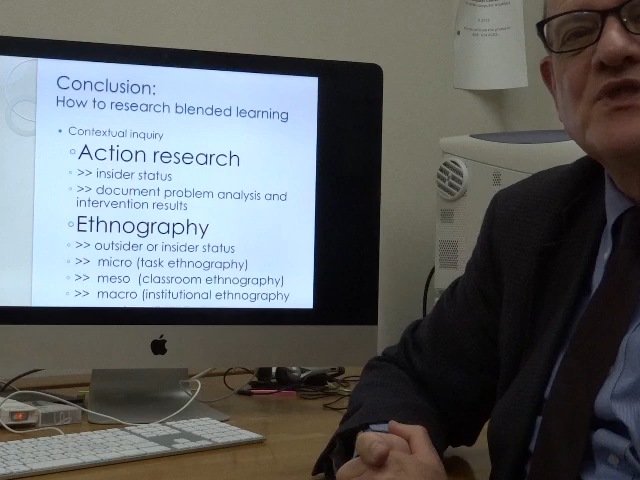 Conclusion:
How to research blended learning
• Contextual inquiry
◦ Action research
◦ >> insider status
◦ >> document problem analysis and
intervention results
◦ Ethnography
◦ >> outsider or insider status
◦ >> micro (task ethnography)
◦ >> meso (classroom ethnography)
◦ >> macro (institutional ethnography